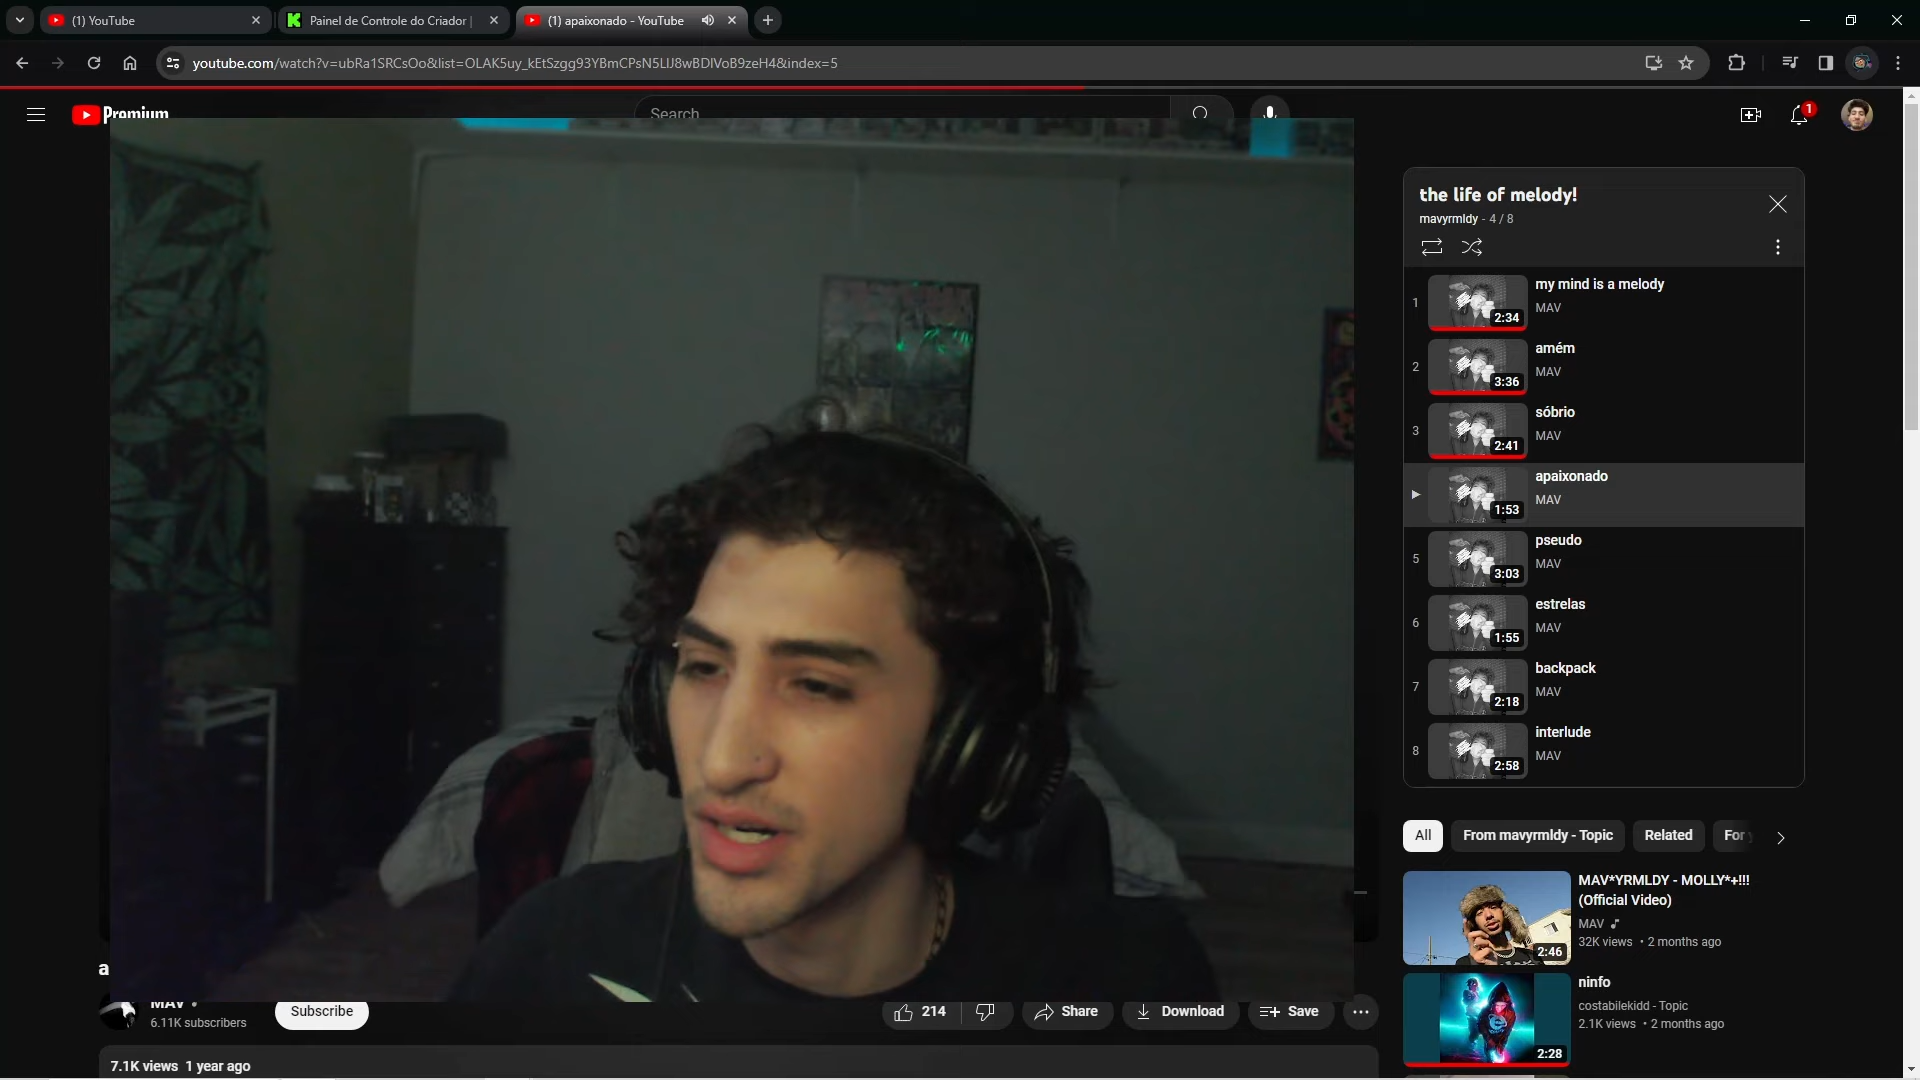 (1) YouTube
Painel de Controle do Criador |
(1) apaixonado - YouTube
youtube.com/watch?v=ubRa1SRCsOo&list=OLAK5uy_kEtSzgg93YBmCPsN5LIJ8wBDIVoB9zeH4&index=5
Premium
Search
1
the life of melody!
mavyrmldy - 4 / 8
1
2:34
my mind is a melody
MAV
2
3:36
amém
MAV
3
2:41
sóbrio
MAV
1:53
apaixonado
MAV
5
3:03
pseudo
MAV
6
1:55
estrelas
MAV
7
2:18
backpack
MAV
8
2:58
interlude
MAV
All
From mavyrmldy - Topic
Related
For
MAV*YRMLDY - MOLLY*+!!!
(Official Video)
MAV
32K views • 2 months ago
2:46
ninfo
costabilekidd - Topic
2.1K views • 2 months ago
2:28
a
MAV
6.11K subscribers
Subscribe
214
Share
Download
Save
7.1K views 1 year ago